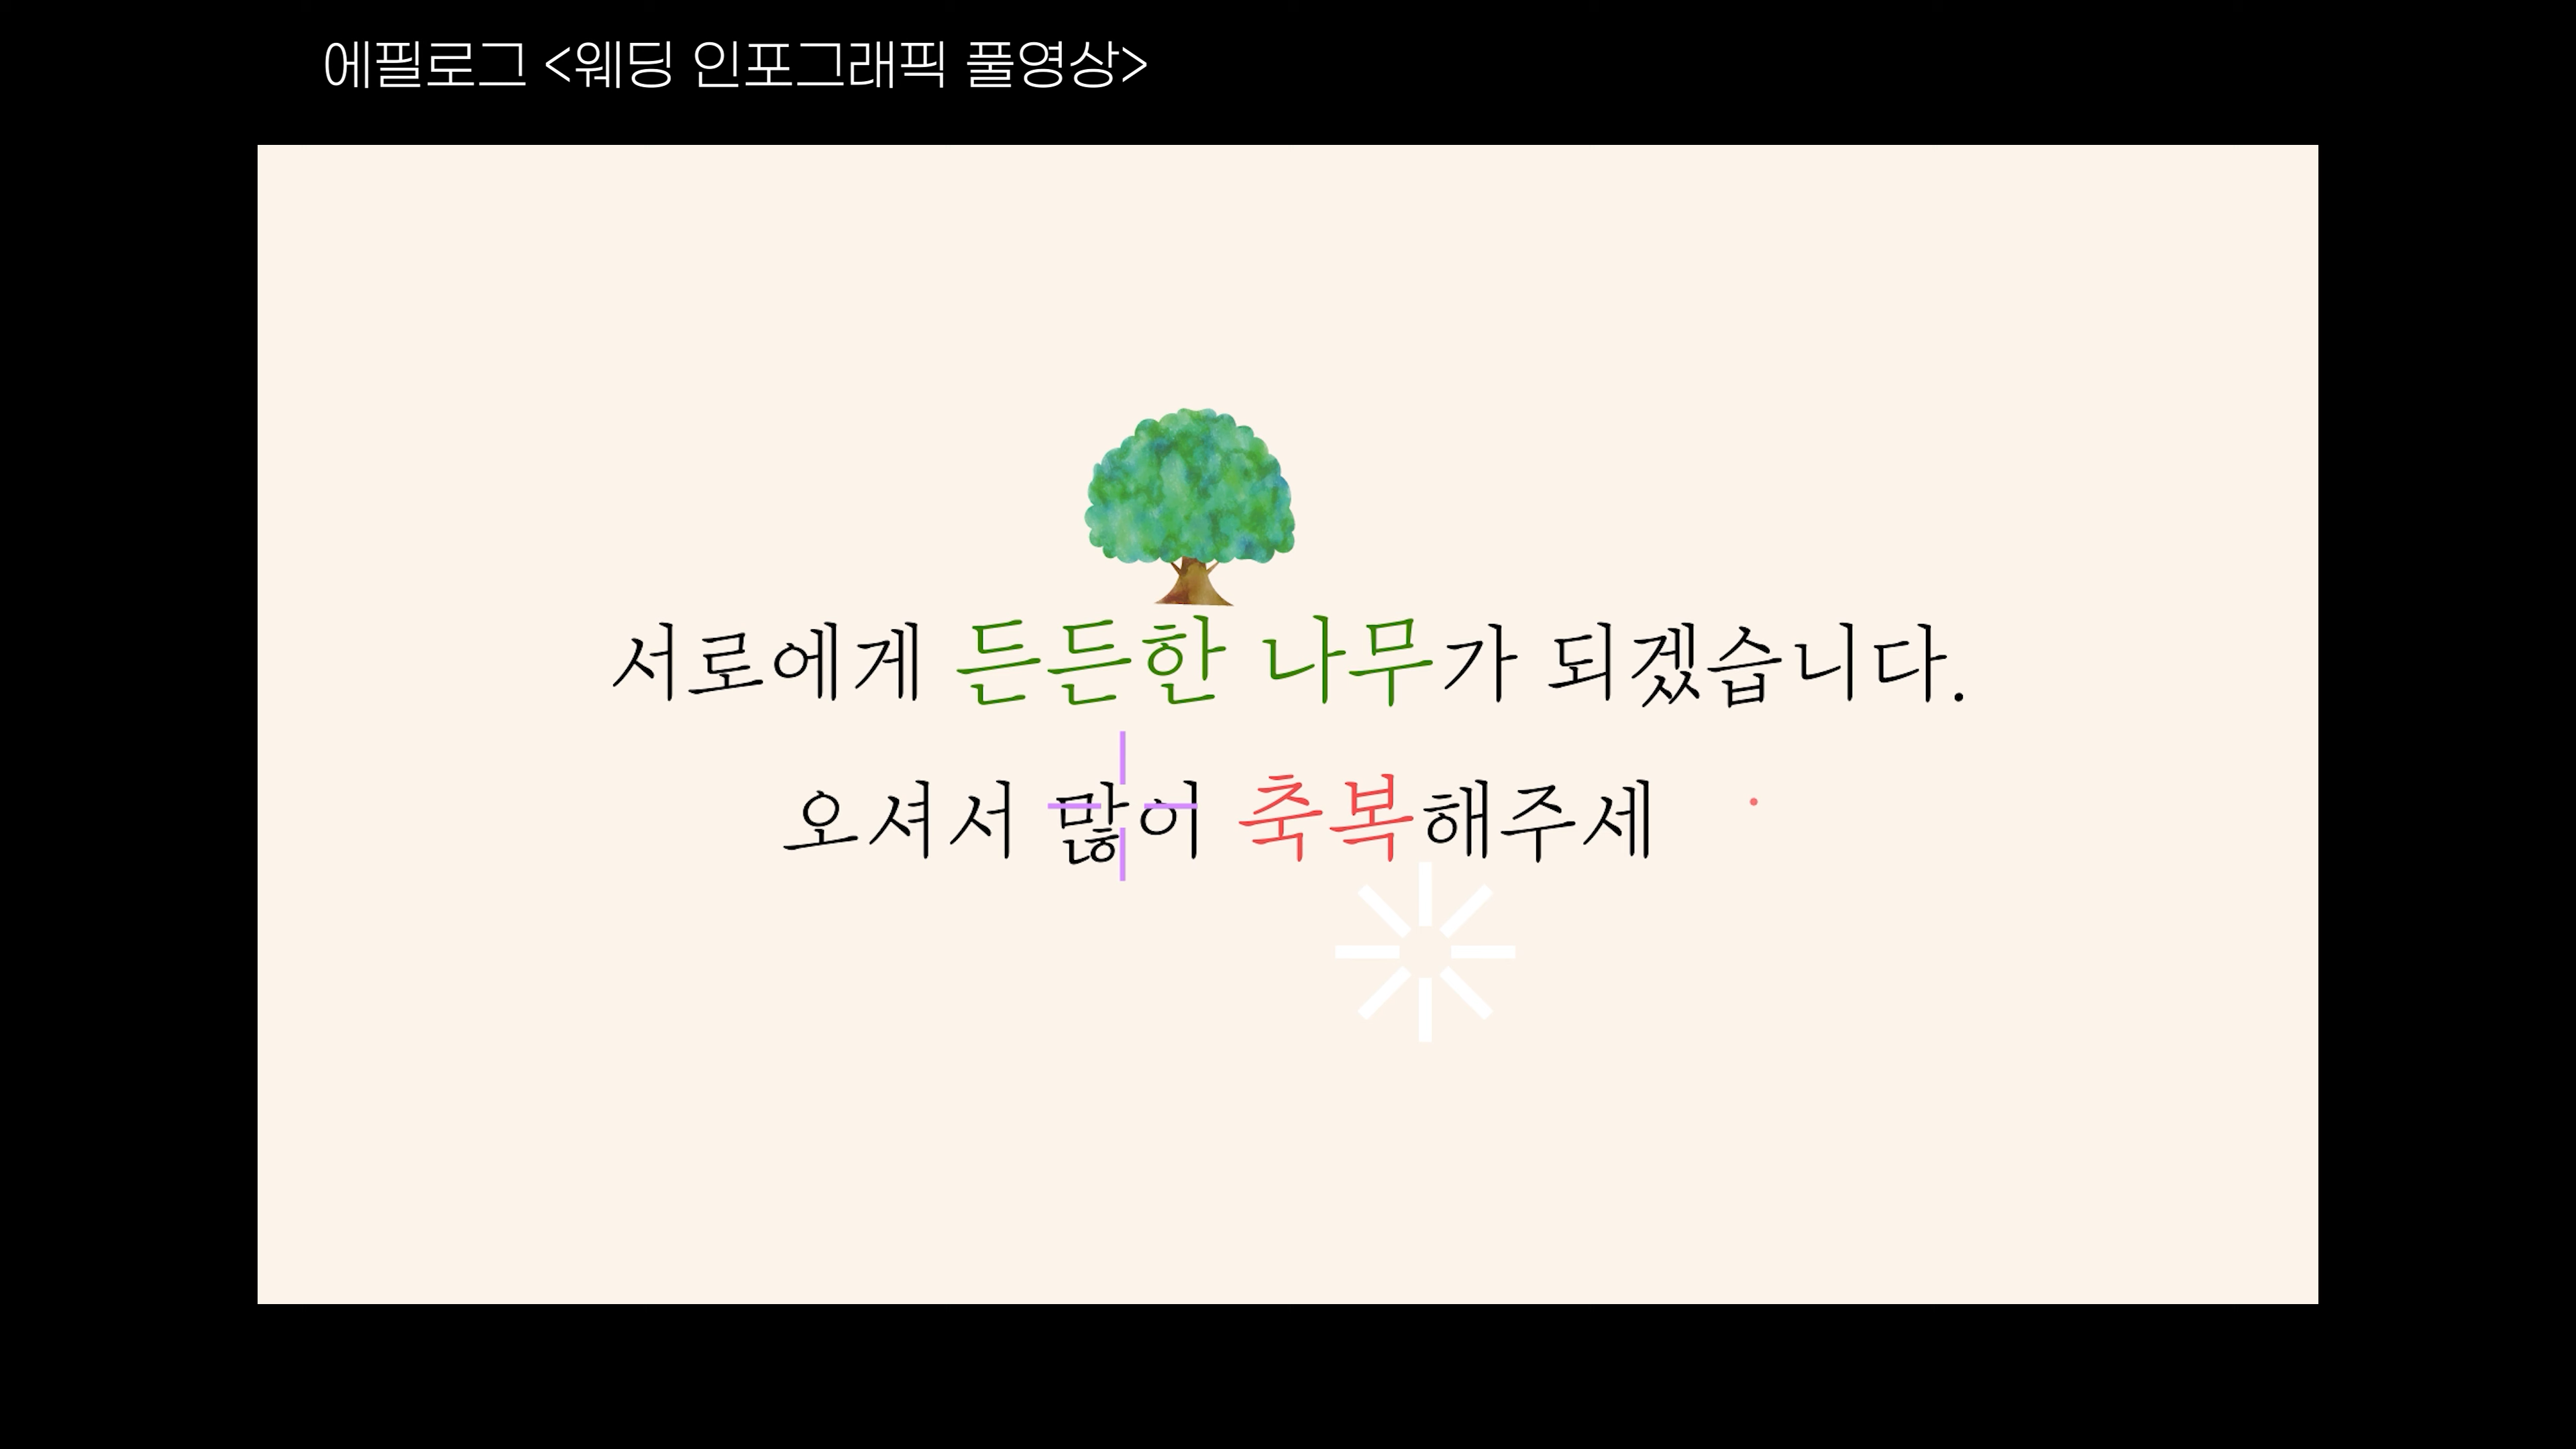 에필로그 <웨딩 인포그래픽 풀영상>
서로에게 든든한 나무가 되겠습니다.
오셔서 많이 축복해주세